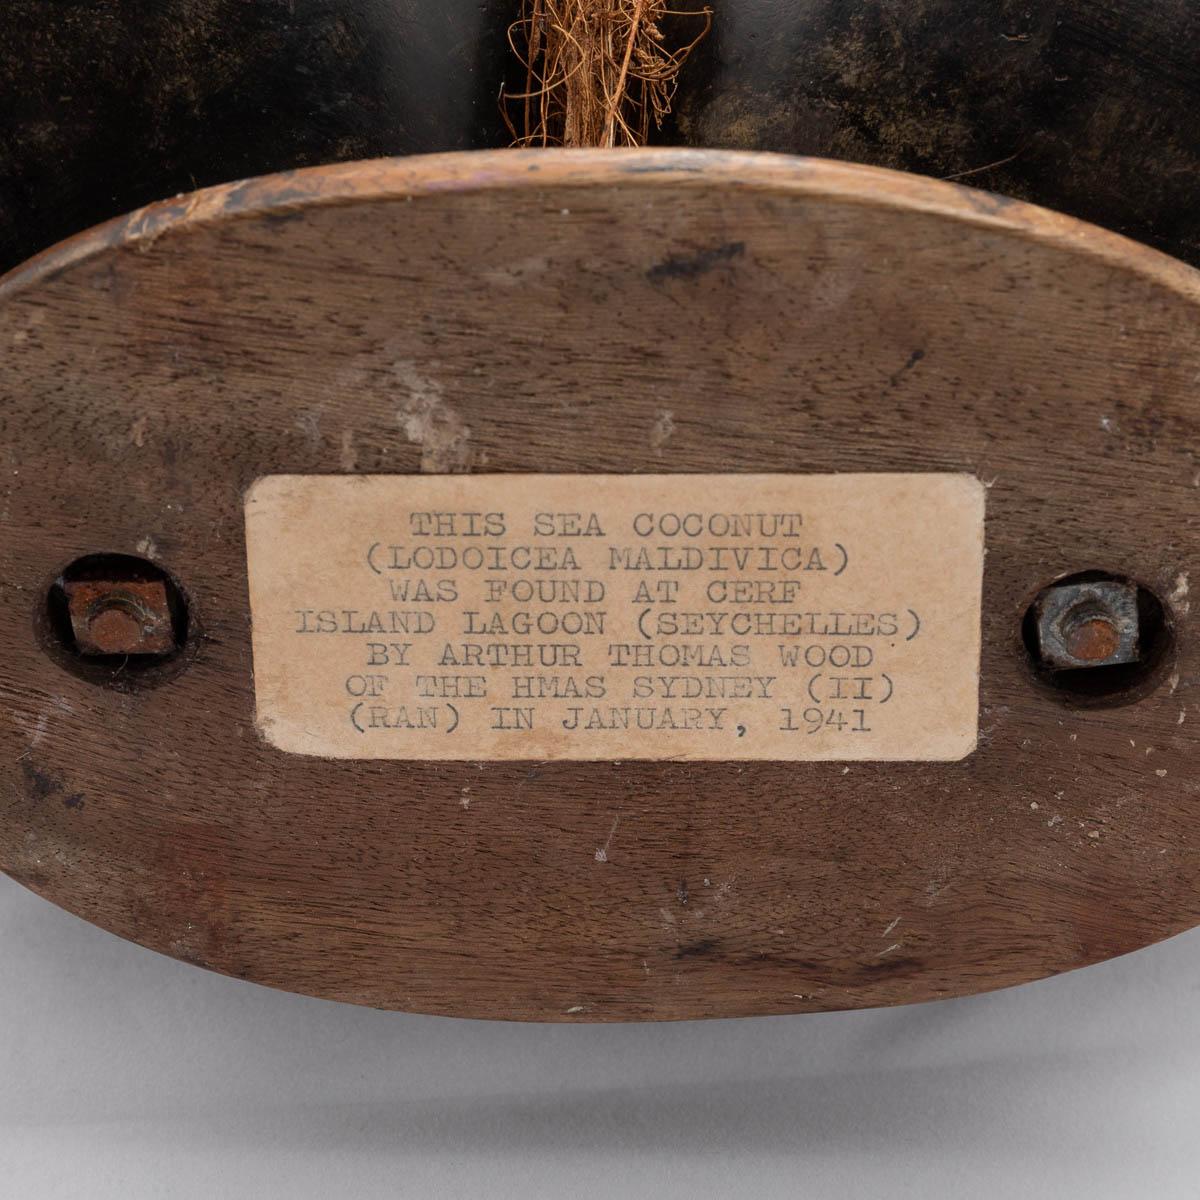 THIS SEA COCONUT
(LODOICEA MALDIVICA)
WAS FOUND AT CERF
ISLAND LAGOON (SEYCHELLES)
BY ARTHUR THOMAS WOOD
OF THE HMAS SYDNEY (II)
(RAN) IN JANUARY, 1941